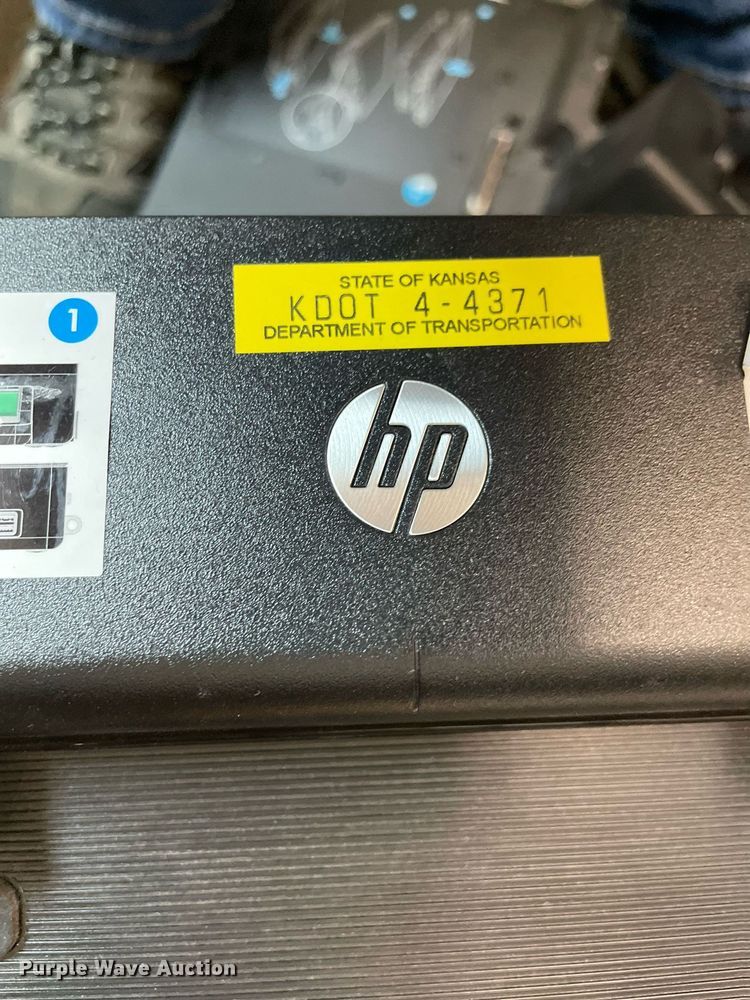 STATE OF KANSAS
KDOT 4-4371
DEPARTMENT OF TRANSPORTATION
1
hp
Purple Wave Auction